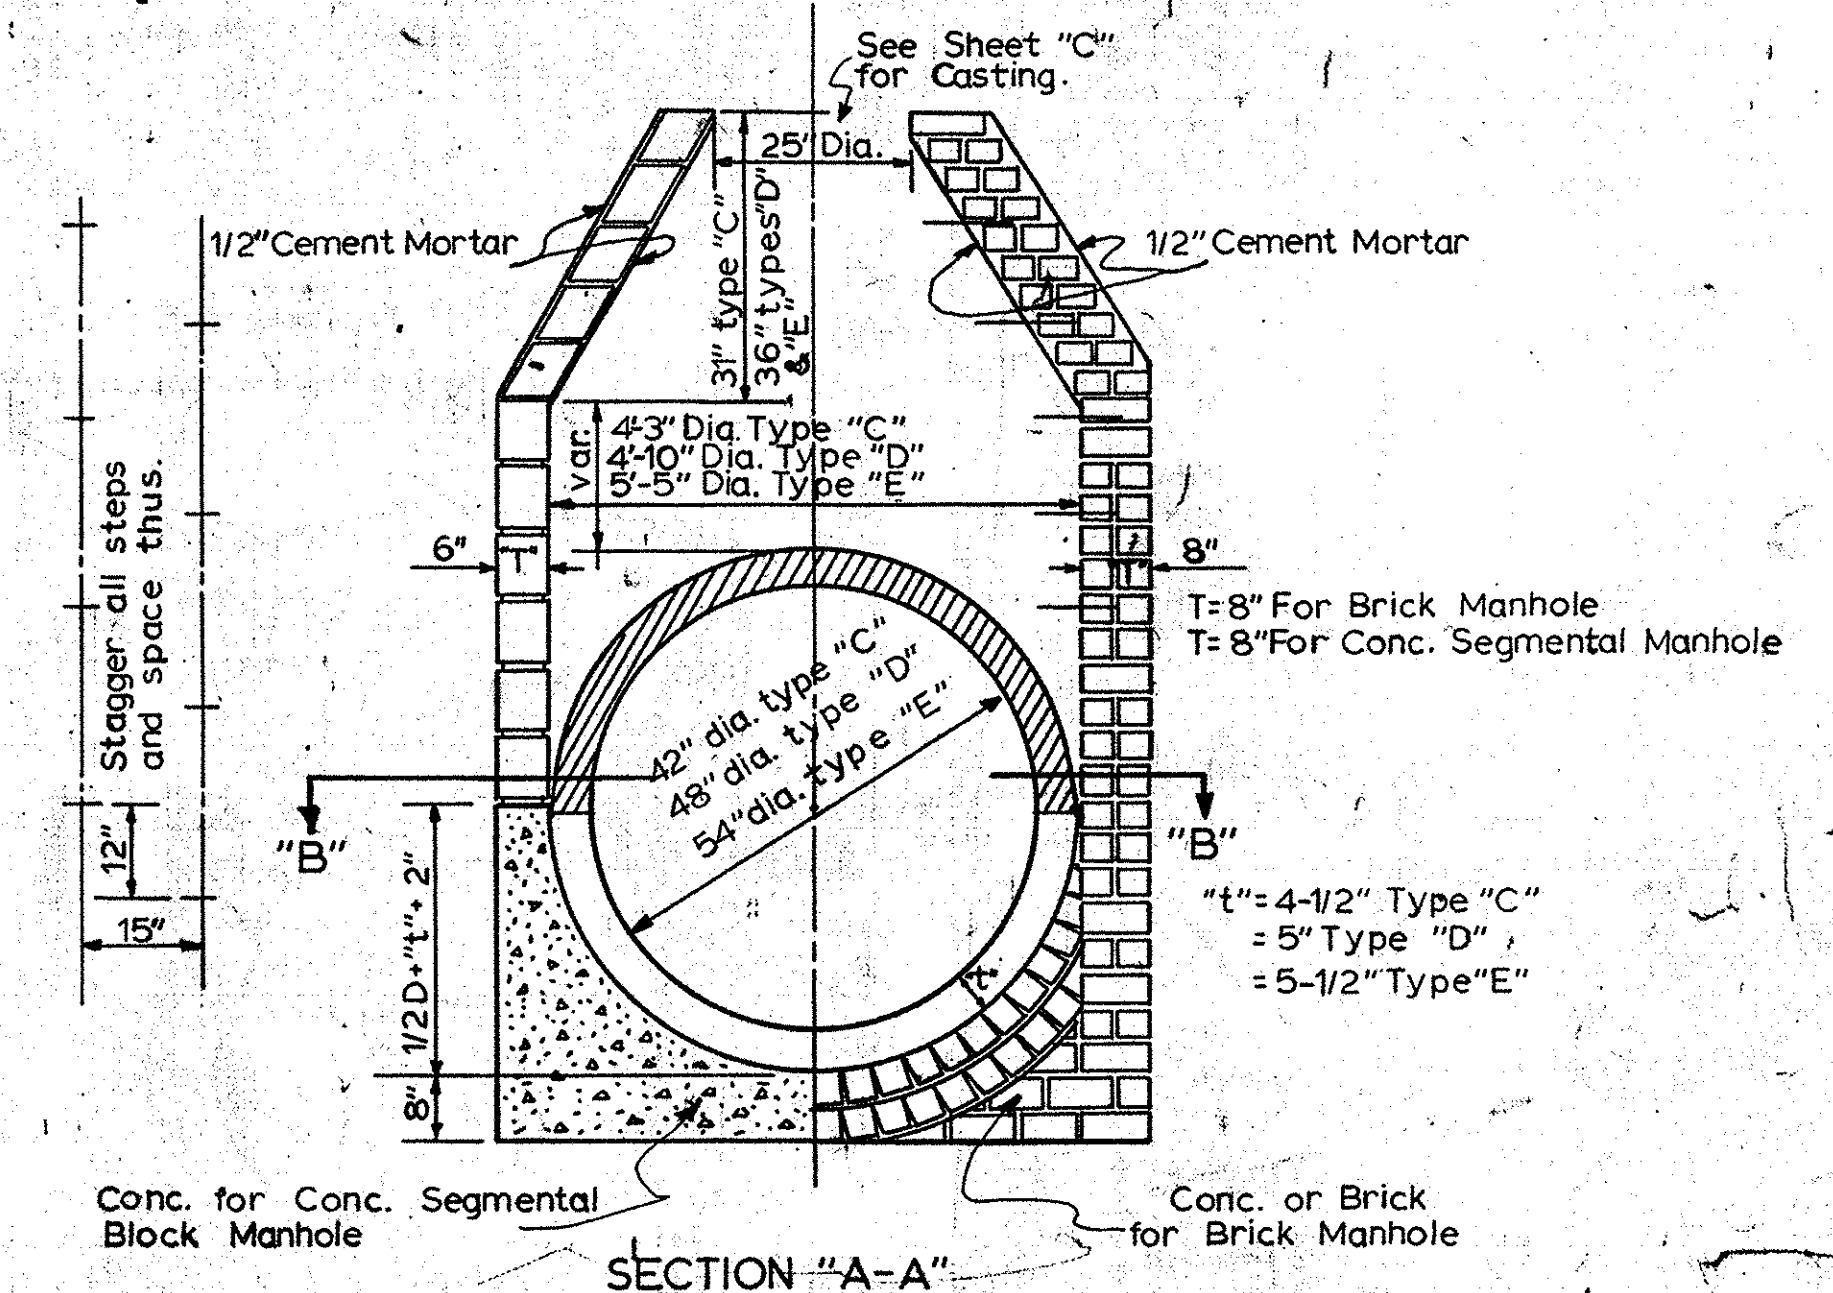 See Sheet "C"
for Casting.
25" Dia.
1/2" Cement Mortar
31" type "C"
36" types "D"
& "E"
1/2" Cement Mortar
var.
4'-3" Dia. Type "C"
4'-10" Dia. Type "D"
5'-5" Dia. Type "E"
Stagger all steps
and space thus.
6"
"T"
"T"
8"
T= 8" For Brick Manhole
T= 8" For Conc. Segmental Manhole
42" dia. type "C"
48" dia. type "D"
54" dia. type "E"
"B"
"B"
12"
15"
1/2 D + "t" + 2"
8"
"t"
"t" = 4-1/2" Type "C"
= 5" Type "D"
= 5-1/2" Type "E"
Conc. for Conc. Segmental
Block Manhole
Conc. or Brick
for Brick Manhole
SECTION "A-A"